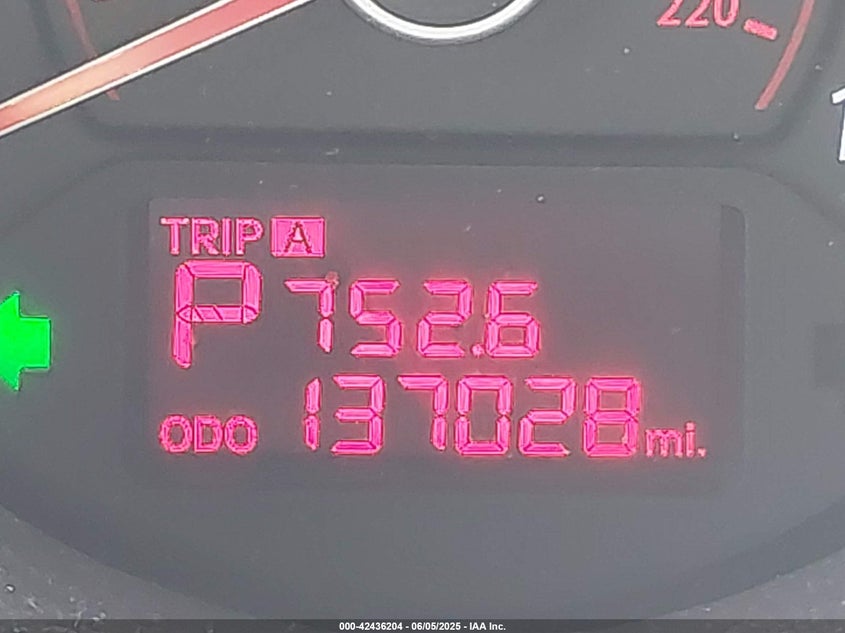 220
TRIP A
P 752.6
ODO 137028 mi.
000-42436204 - 06/05/2025 - IAA Inc.